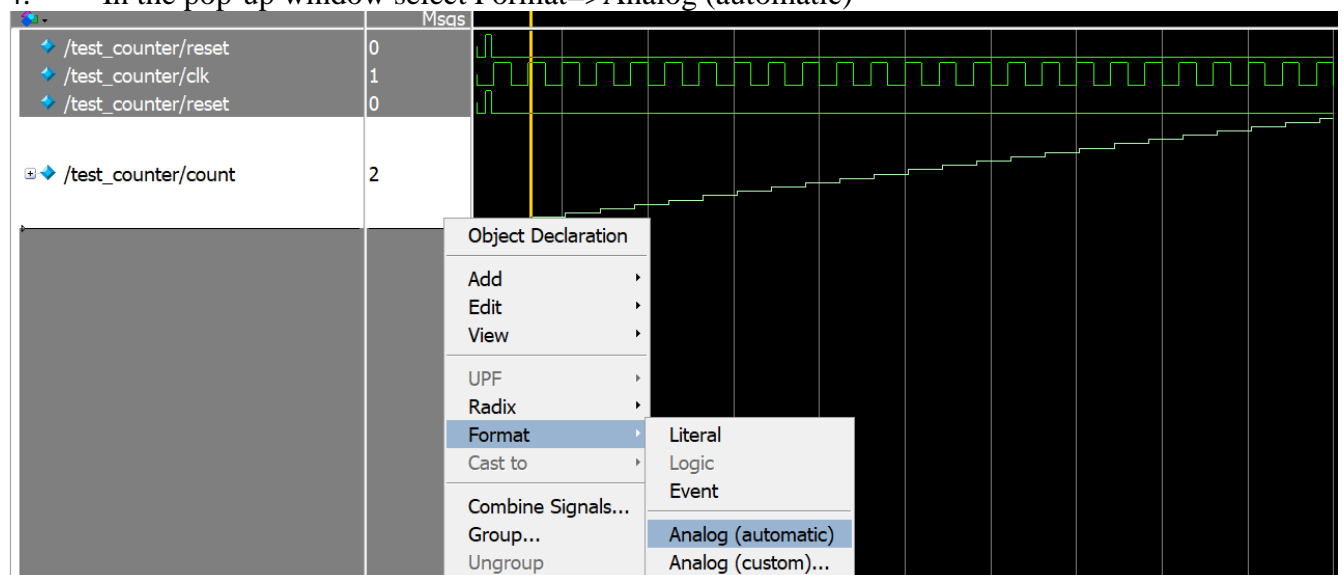 4. In the pop-up window select Format=>Analog (automatic)
Msgs
/test_counter/reset 0
/test_counter/clk 1
/test_counter/reset 0
/test_counter/count 2
Object Declaration
Add
Edit
View
UPF
Radix
Format
Literal
Cast to
Logic
Event
Combine Signals...
Group...
Analog (automatic)
Ungroup
Analog (custom)...